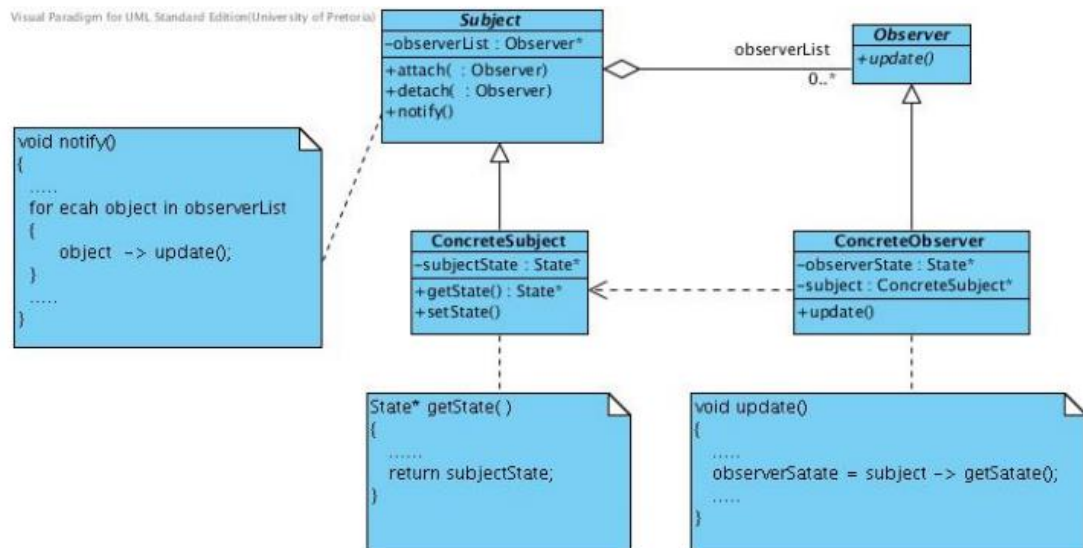 Visual Paradigm for UML Standard Edition(University of Pretoria)
Subject
-observerList : Observer*
+attach( : Observer)
+detach( : Observer)
+notify()
observerList
0..*
Observer
+update()
void notify()
{
.....
for ecah object in observerList
{
object -> update();
}
.....
}
ConcreteSubject
-subjectState : State*
+getState() : State*
+setState()
ConcreteObserver
-observerState : State*
-subject : ConcreteSubject*
+update()
State* getState( )
{
......
return subjectState;
}
void update()
{
.....
observerSatate = subject -> getSatate();
.....
}